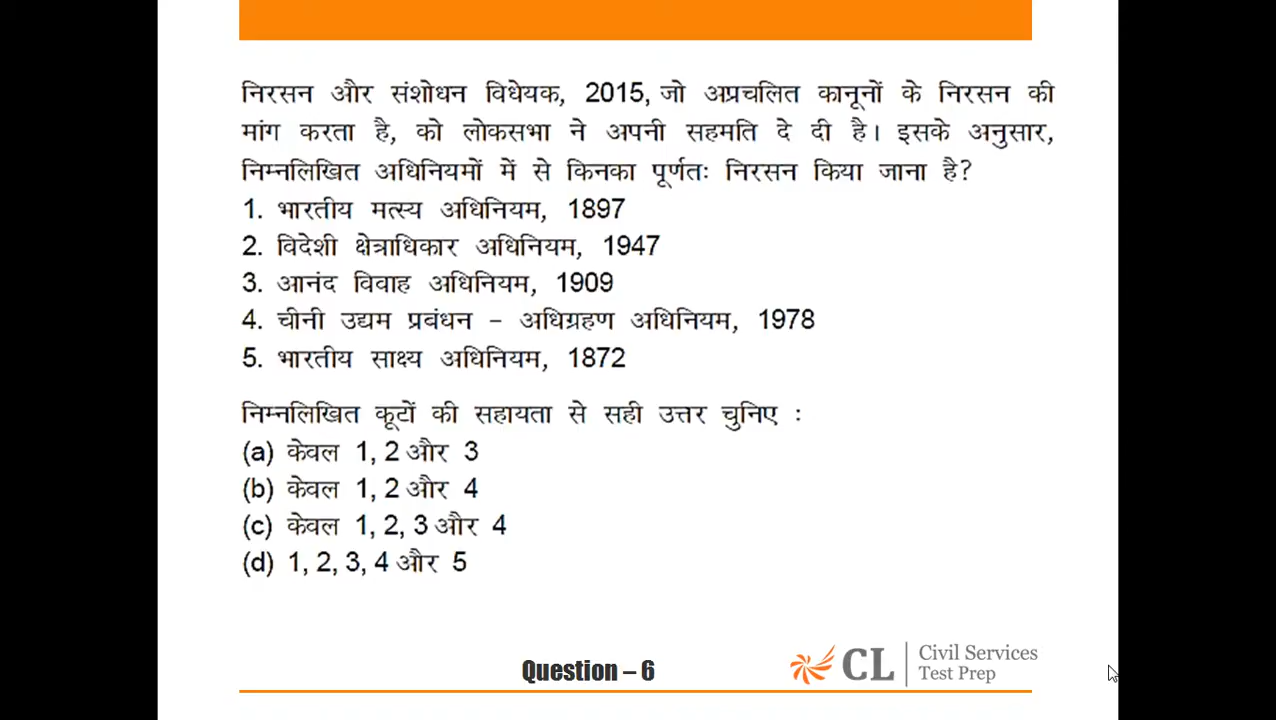 निरसन और संशोधन विधेयक, 2015, जो अप्रचलित कानूनों के निरसन की
मांग करता है, को लोकसभा ने अपनी सहमति दे दी है। इसके अनुसार,
निम्नलिखित अधिनियमों में से किनका पूर्णतः निरसन किया जाना है?
1. भारतीय मत्स्य अधिनियम, 1897
2. विदेशी क्षेत्राधिकार अधिनियम, 1947
3. आनंद विवाह अधिनियम, 1909
4. चीनी उद्यम प्रबंधन – अधिग्रहण अधिनियम, 1978
5. भारतीय साक्ष्य अधिनियम, 1872
निम्नलिखित कूटों की सहायता से सही उत्तर चुनिए :
(a) केवल 1, 2 और 3
(b) केवल 1, 2 और 4
(c) केवल 1, 2, 3 और 4
(d) 1, 2, 3, 4 और 5
Question – 6
CL
Civil Services
Test Prep